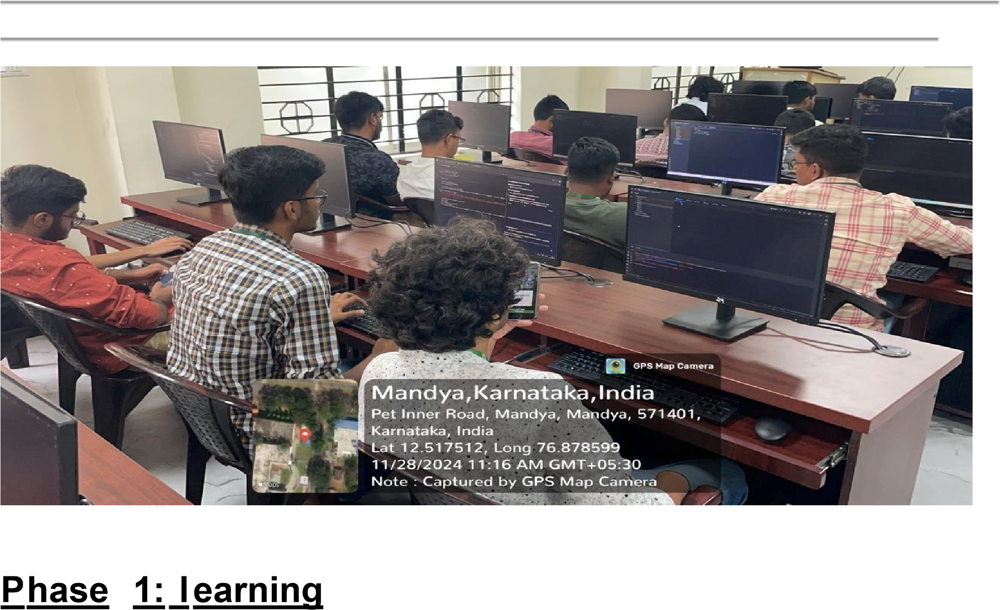 GPS Map Camera
Mandya,Karnataka,India
Pet Inner Road, Mandya, Mandya, 571401,
Karnataka, India
Lat 12.517512, Long 76.878599
11/28/2024 11:16 AM GMT+05:30
Note : Captured by GPS Map Camera
Maps
Phase 1: learning